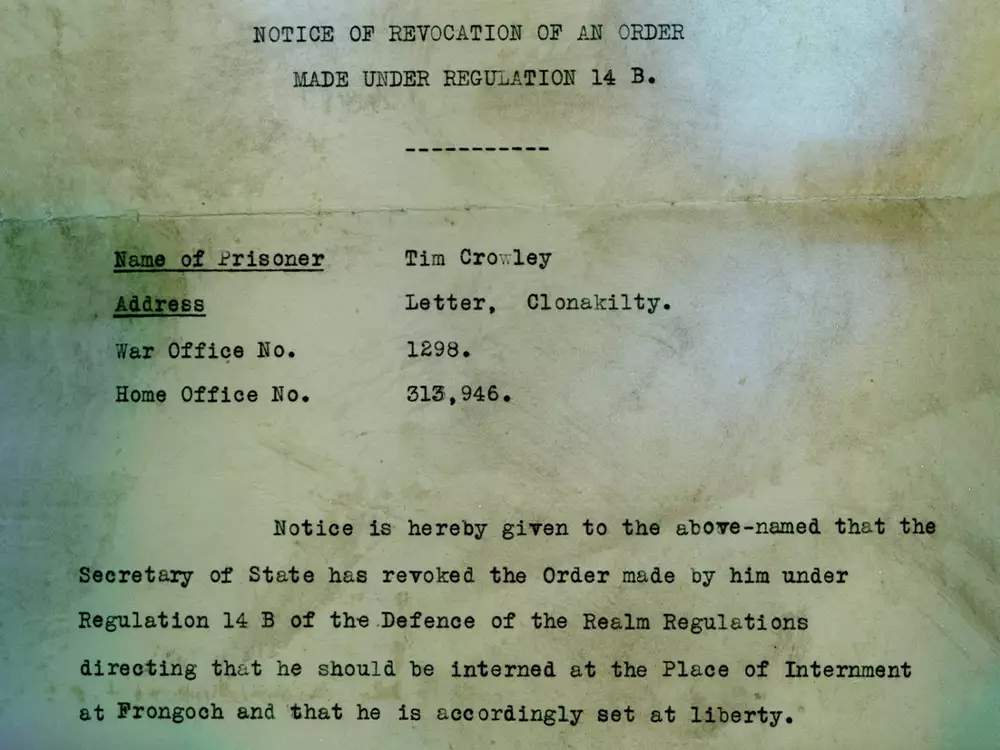 NOTICE OF REVOCATION OF AN ORDER
MADE UNDER REGULATION 14 B.
-----------
Name of Prisoner Tim Crowley
Address Letter, Clonakilty.
War Office No. 1298.
Home Office No. 313,946.
Notice is hereby given to the above-named that the
Secretary of State has revoked the Order made by him under
Regulation 14 B of the Defence of the Realm Regulations
directing that he should be interned at the Place of Internment
at Frongoch and that he is accordingly set at liberty.